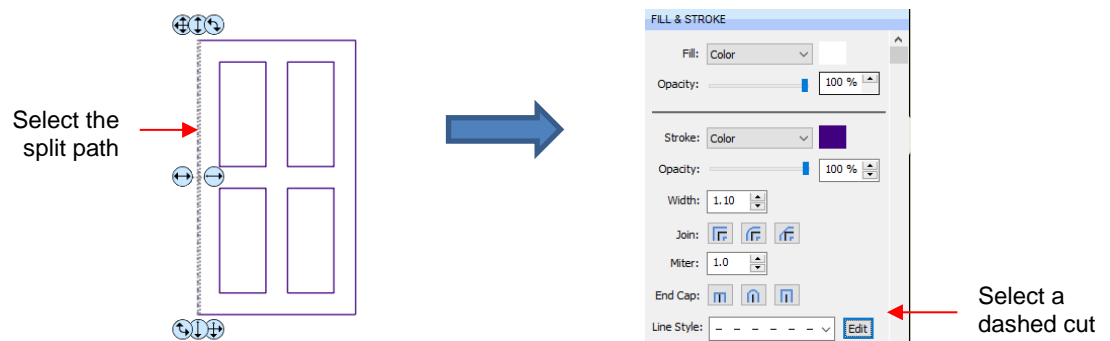 Select the
split path
FILL & STROKE
Fill: Color
Opacity: 100 %
Stroke: Color
Opacity: 100 %
Width: 1.10
Join:
Miter: 1.0
End Cap:
Line Style: Edit
Select a
dashed cut